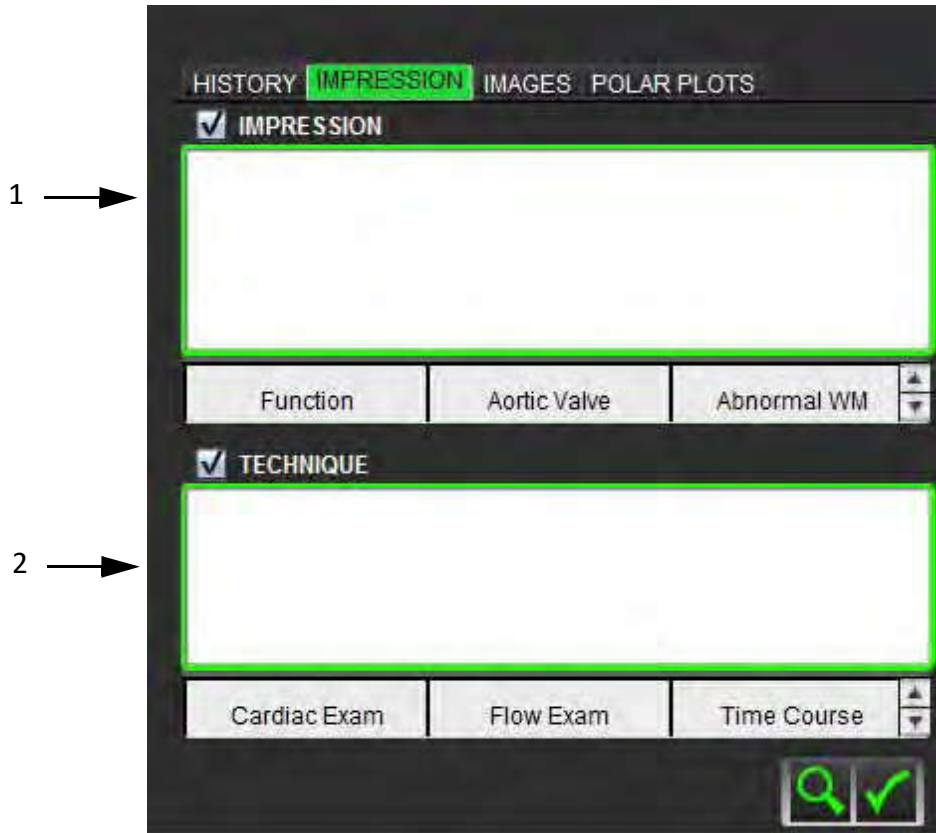 HISTORY IMPRESSION IMAGES POLAR PLOTS
IMPRESSION
1
Function Aortic Valve Abnormal WM
TECHNIQUE
2
Cardiac Exam Flow Exam Time Course